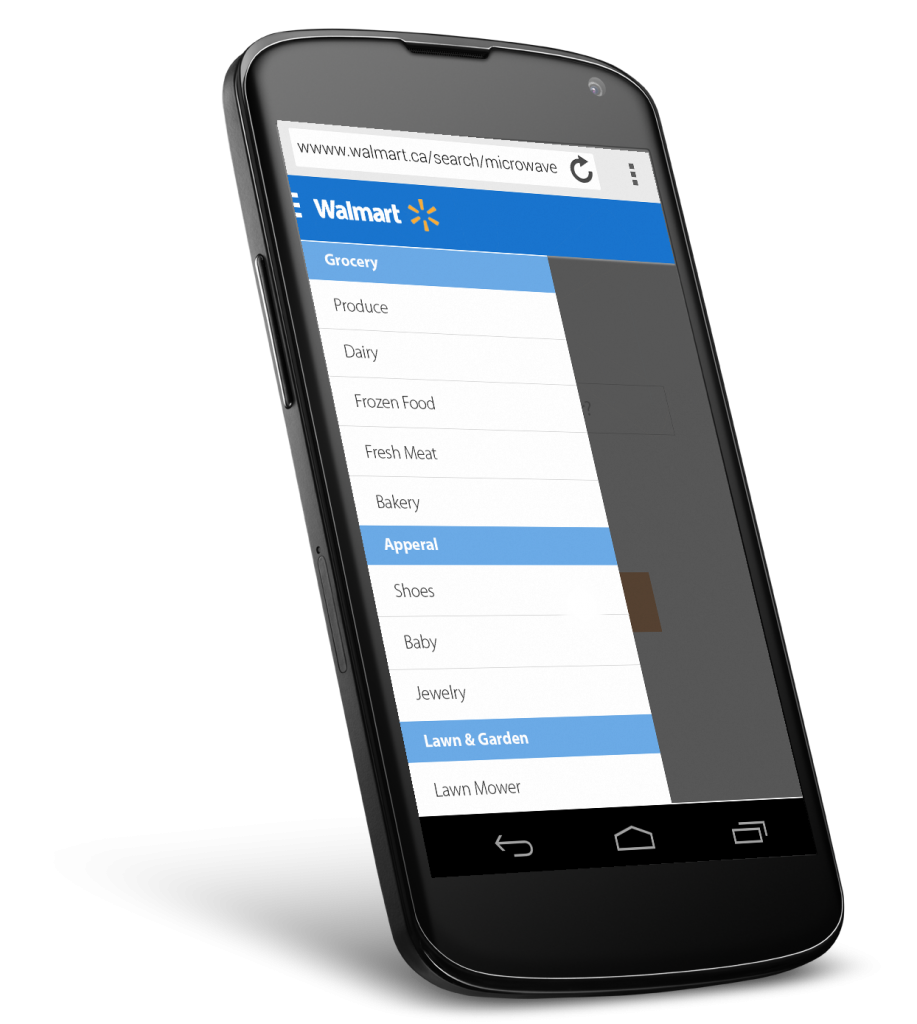 wwww.walmart.ca/search/microwave
Walmart
Grocery
Produce
Dairy
Frozen Food
?
Fresh Meat
Bakery
Apperal
Shoes
Baby
Jewelry
Lawn & Garden
Lawn Mower